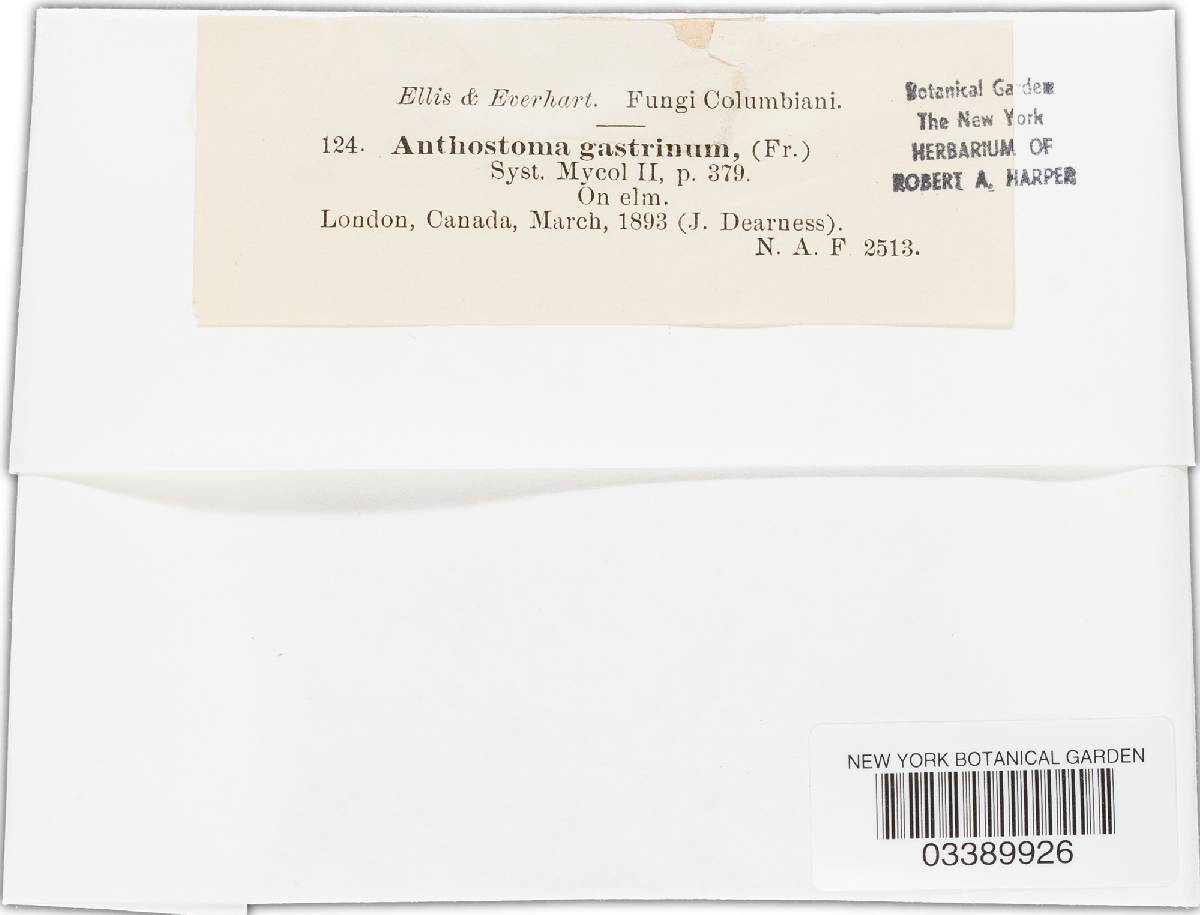 Ellis & Everhart. Fungi Columbiani.
124. Anthostoma gastrinum, (Fr.)
Syst. Mycol II, p. 379.
On elm.
London, Canada, March, 1893 (J. Dearness).
N. A. F 2513.
Botanical Garden
The New York
HERBARIUM OF
ROBERT A. HARPER
NEW YORK BOTANICAL GARDEN
03389926